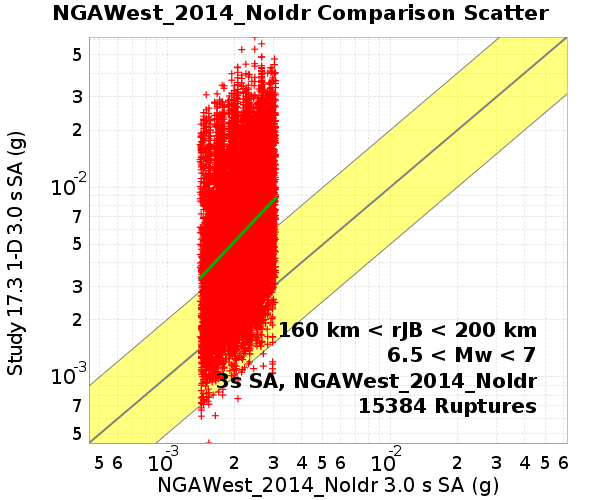 NGAWest_2014_NoIdr Comparison Scatter
Study 17.3 1-D 3.0 s SA (g)
5
3
2
10-2
7
5
3
2
10-3
7
5
160 km < rJB < 200 km
6.5 < Mw < 7
3s SA, NGAWest_2014_NoIdr
15384 Ruptures
5 6 10-3 2 3 4 5 6 10-2 2 3 4 5 6
NGAWest_2014_NoIdr 3.0 s SA (g)